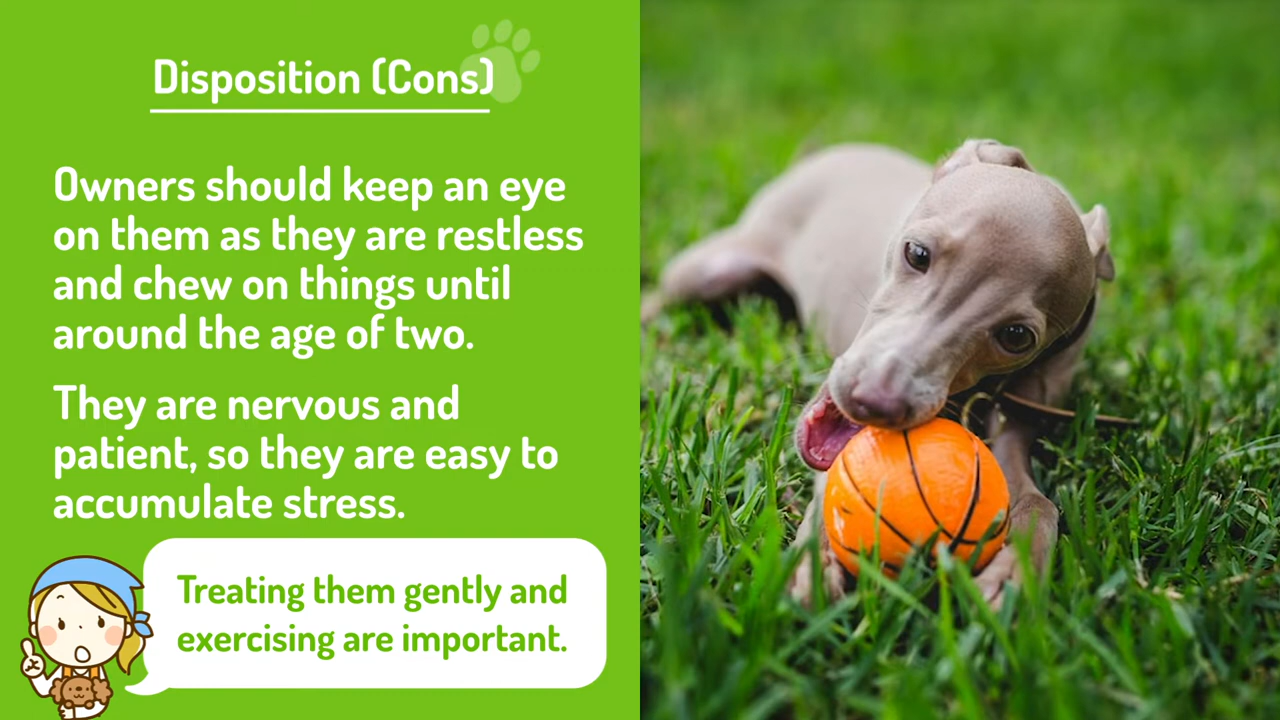 Disposition (Cons)
Owners should keep an eye
on them as they are restless
and chew on things until
around the age of two.
They are nervous and
patient, so they are easy to
accumulate stress.
Treating them gently and
exercising are important.